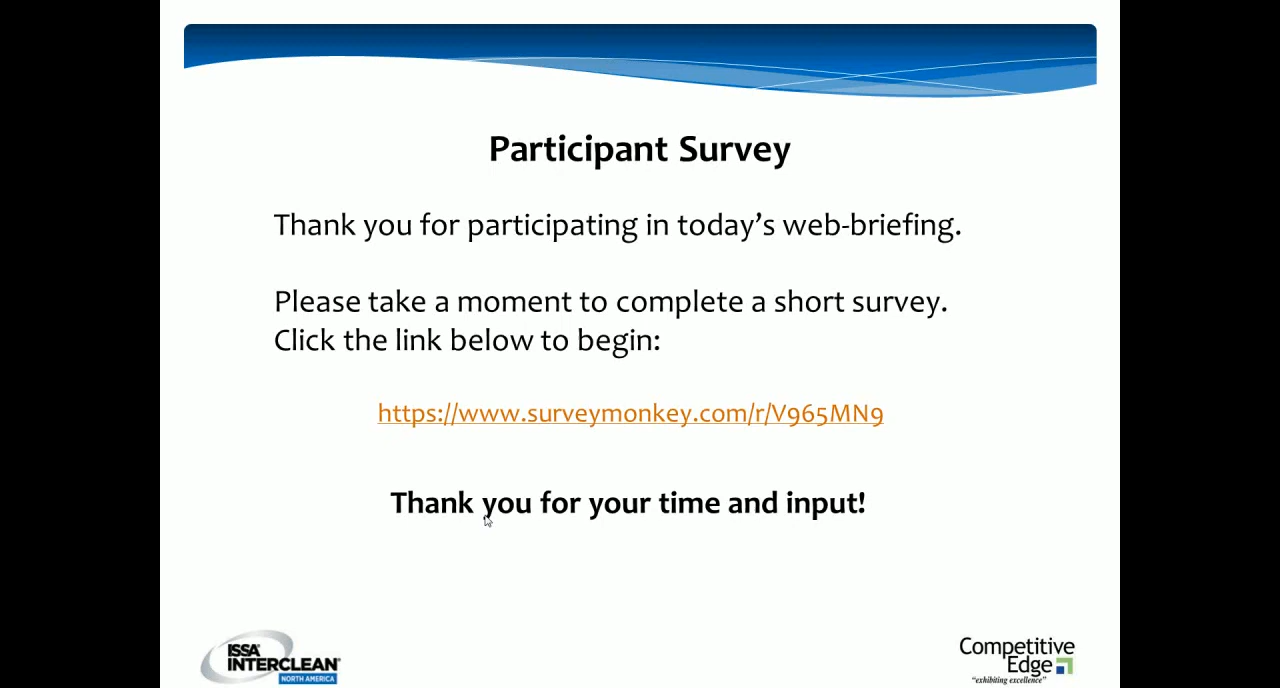 Participant Survey
Thank you for participating in today’s web-briefing.
Please take a moment to complete a short survey.
Click the link below to begin:
https://www.surveymonkey.com/r/V965MN9
Thank you for your time and input!
ISSA
INTERCLEAN
NORTH AMERICA
Competitive
Edge
“exhibiting excellence”